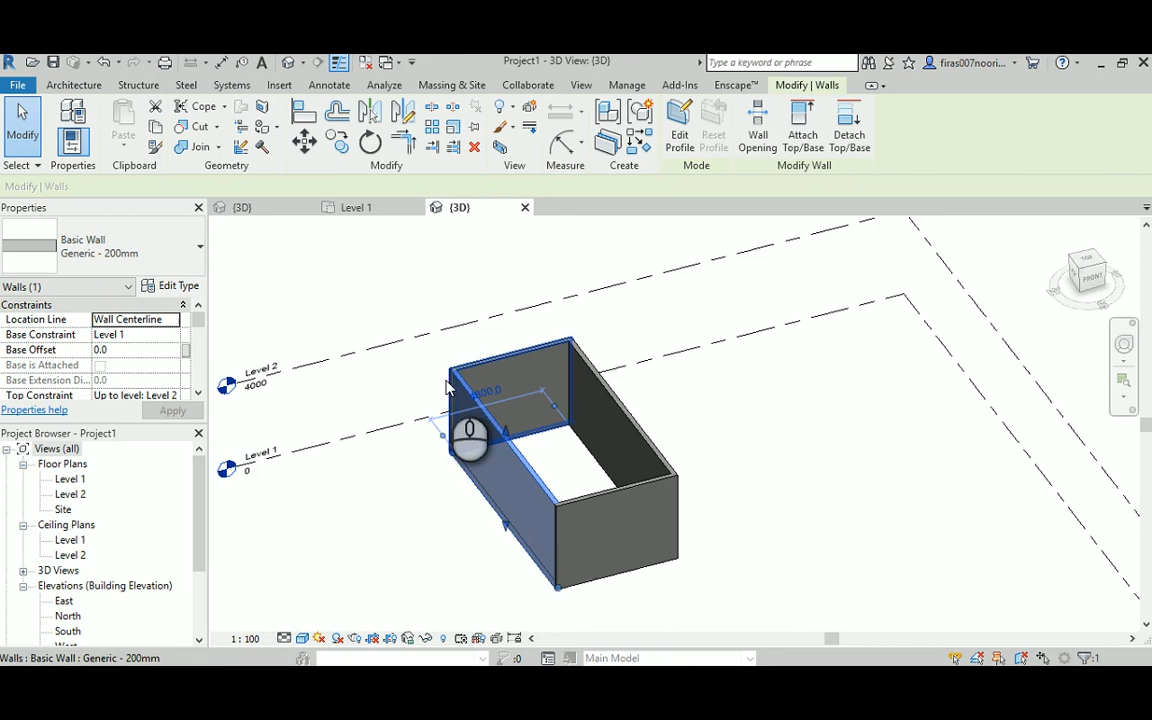 Project1 - 3D View: {3D}
Type a keyword or phrase
firas007noori...
File Architecture Structure Steel Systems Insert Annotate Analyze Massing & Site Collaborate View Manage Add-Ins Enscape™ Modify | Walls
Modify
Select
Properties
Paste
Clipboard
Cope
Cut
Join
Geometry
Modify
View
Measure
Create
Edit Profile
Reset Profile
Mode
Wall Opening
Attach Top/Base
Detach Top/Base
Modify Wall
Modify | Walls
Properties
{3D}
Level 1
{3D}
Basic Wall
Generic - 200mm
Walls (1)
Edit Type
Constraints
Location Line Wall Centerline
Base Constraint Level 1
Base Offset 0.0
Base is Attached
Base Extension Di... 0.0
Top Constraint Up to level: Level 2
Properties help
Apply
Project Browser - Project1
Views (all)
Floor Plans
Level 1
Level 2
Site
Ceiling Plans
Level 1
Level 2
3D Views
Elevations (Building Elevation)
East
North
South
Level 2
4000
Level 1
0
TOP
FRONT
1 : 100
Walls : Basic Wall : Generic - 200mm
:0
Main Model
:1